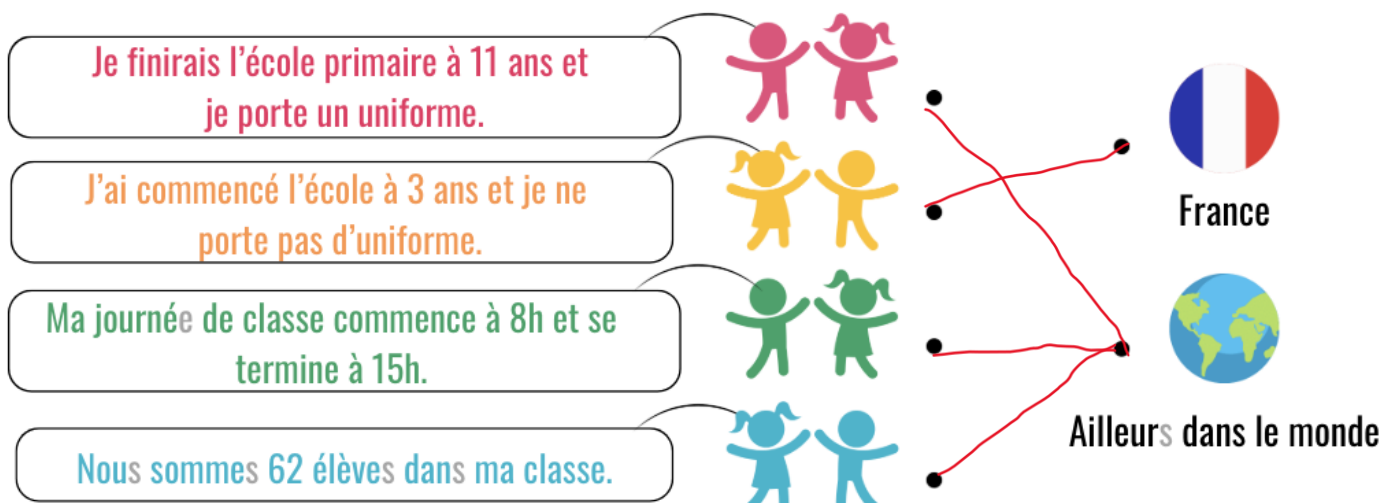 Je finirais l'école primaire à 11 ans et
je porte un uniforme.
J'ai commencé l'école à 3 ans et je ne
porte pas d'uniforme.
France
Ma journée de classe commence à 8h et se
termine à 15h.
Ailleurs dans le monde
Nous sommes 62 élèves dans ma classe.